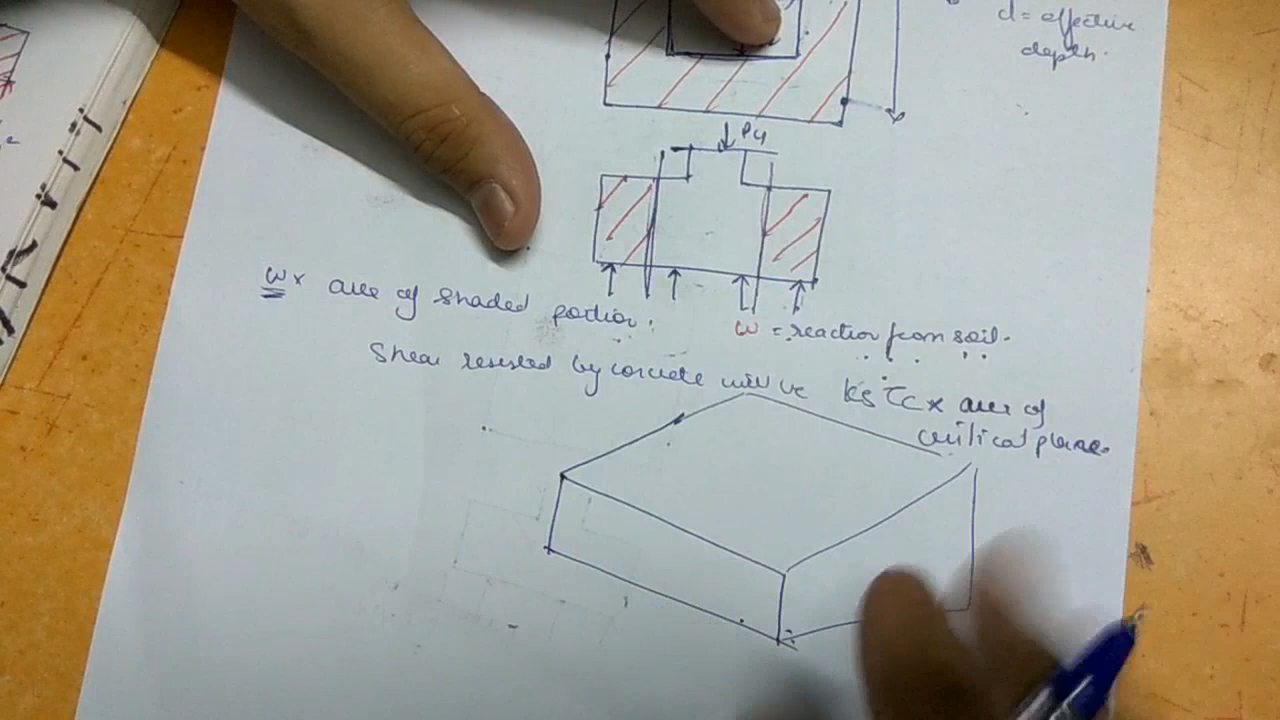 d = effective
depth.
Pu
w x area of shaded portion.
w = reaction from soil.
Shear resisted by concrete will be ks τc x area of
critical plane.